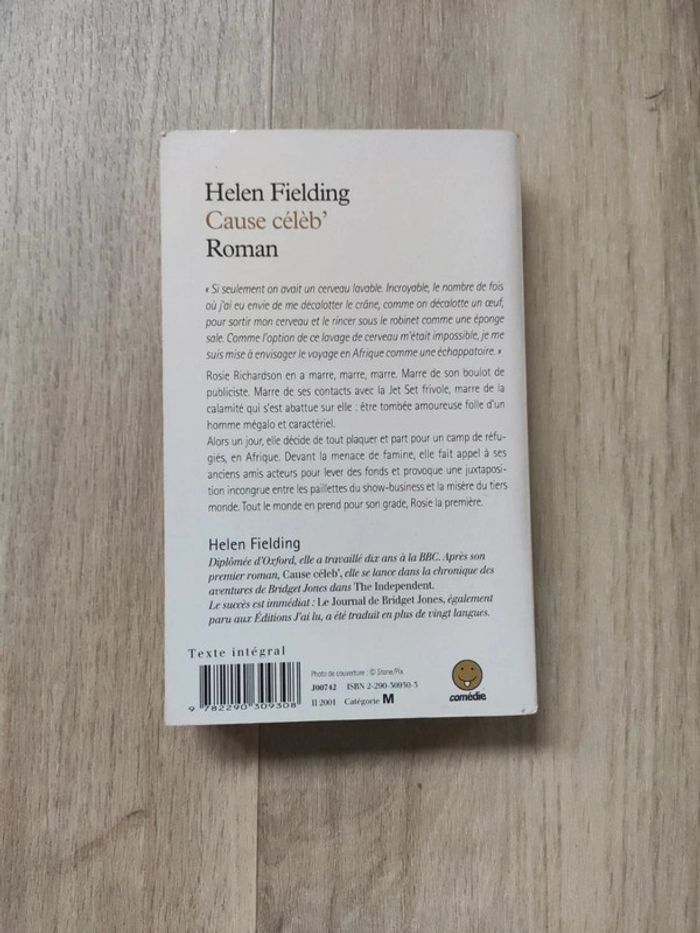 Helen Fielding
Cause célèb'
Roman
« Si seulement on avait un cerveau lavable. Incroyable, le nombre de fois
où j'ai eu envie de me décalotter le crâne, comme on décalotte un œuf,
pour sortir mon cerveau et le rincer sous le robinet comme une éponge
sale. Comme l'option de ce lavage de cerveau m'était impossible, je me
suis mise à envisager le voyage en Afrique comme une échappatoire. »
Rosie Richardson en a marre, marre, marre. Marre de son boulot de
publiciste. Marre de ses contacts avec la Jet Set frivole, marre de la
calamité qui s'est abattue sur elle : être tombée amoureuse folle d'un
homme mégalo et caractériel.
Alors un jour, elle décide de tout plaquer et part pour un camp de réfu-
giés, en Afrique. Devant la menace de famine, elle fait appel à ses
anciens amis acteurs pour lever des fonds et provoque une juxtaposi-
tion incongrue entre les paillettes du show-business et la misère du tiers
monde. Tout le monde en prend pour son grade, Rosie la première.
Helen Fielding
Diplômée d'Oxford, elle a travaillé dix ans à la BBC. Après son
premier roman, Cause céleb', elle se lance dans la chronique des
aventures de Bridget Jones dans The Independent.
Le succès est immédiat : Le Journal de Bridget Jones, également
paru aux Éditions J'ai lu, a été traduit en plus de vingt langues.
Texte intégral
Photo de couverture : © Stone/Pix
J00742 ISBN 2-290-30930-3
II 2001 Catégorie M
9 782290 309308
comédie